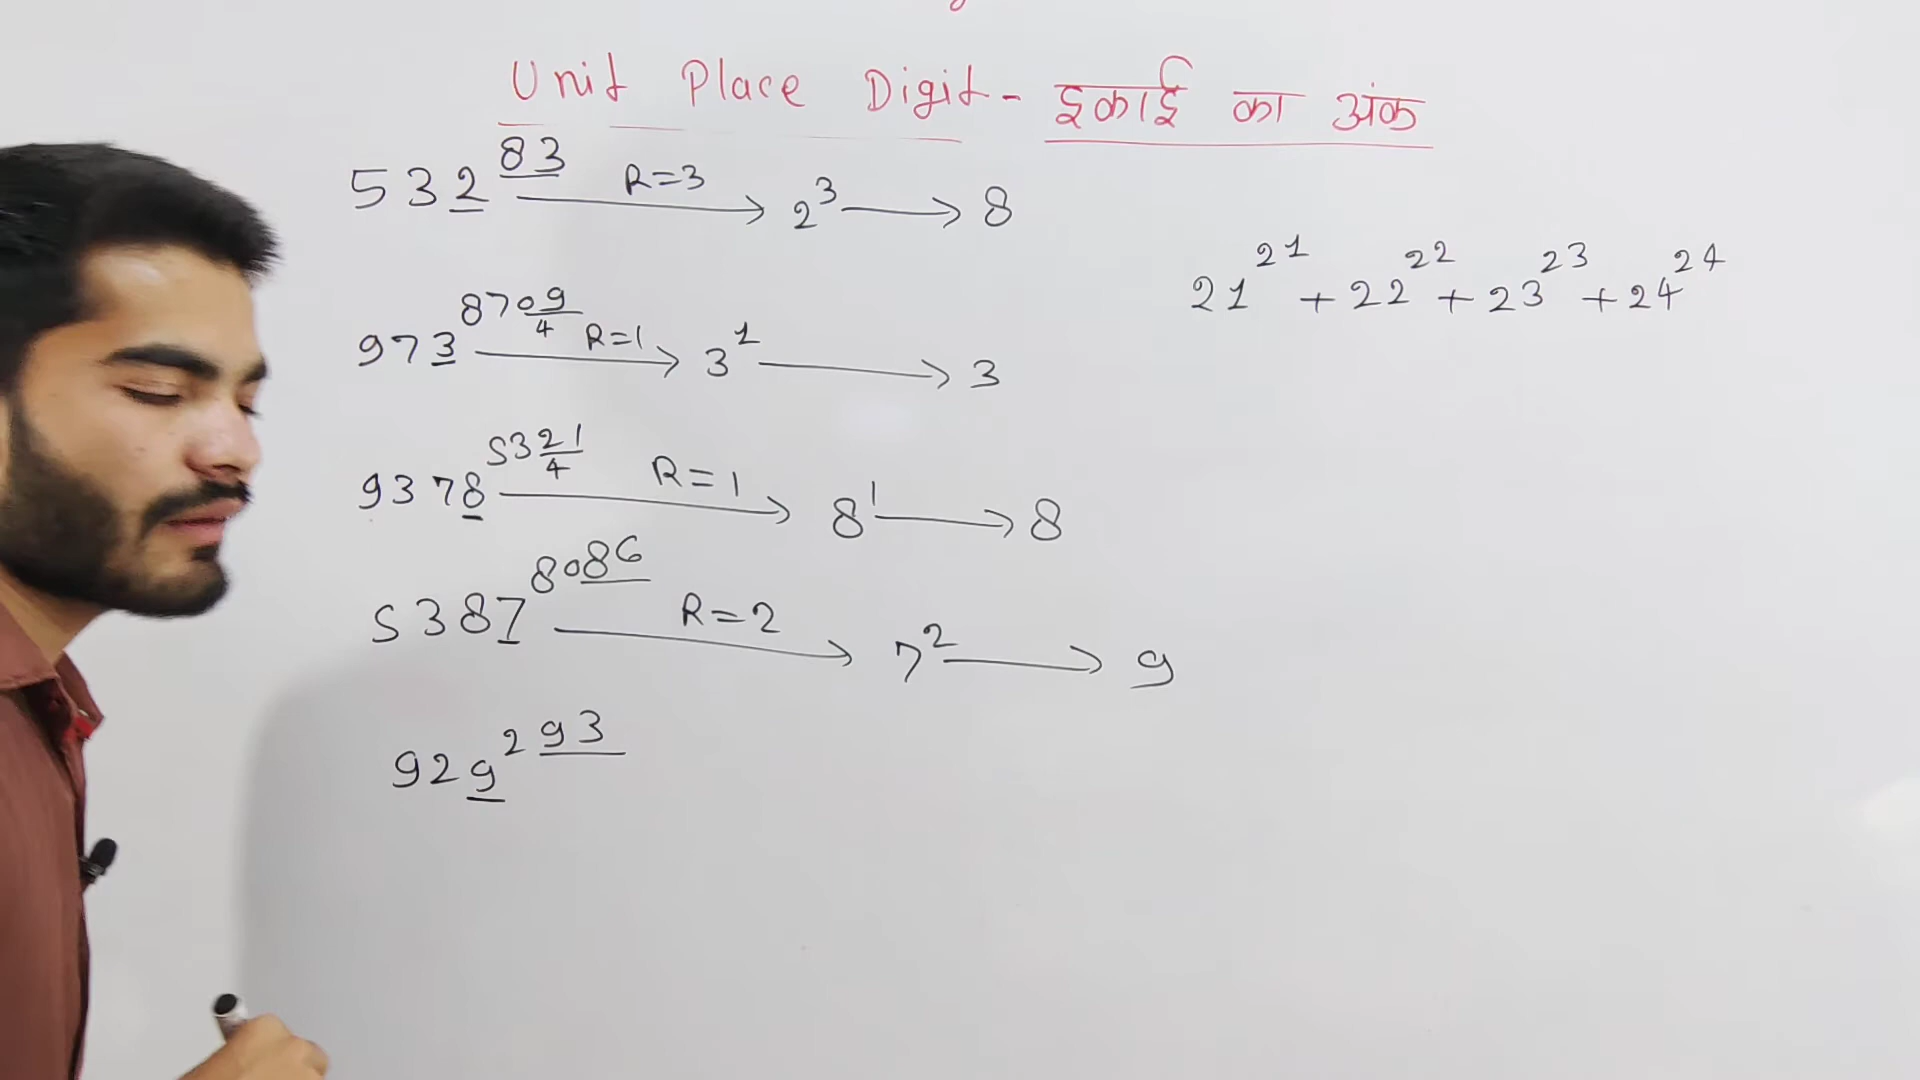 Unit Place Digit - इकाई का अंक
532^83 R=3 → 2^3 → 8
21^21 + 22^22 + 23^23 + 24^24
973^8709/4 R=1 → 3^1 → 3
9378^5321/4 R=1 → 8^1 → 8
5387^8086 R=2 → 7^2 → 9
929^293